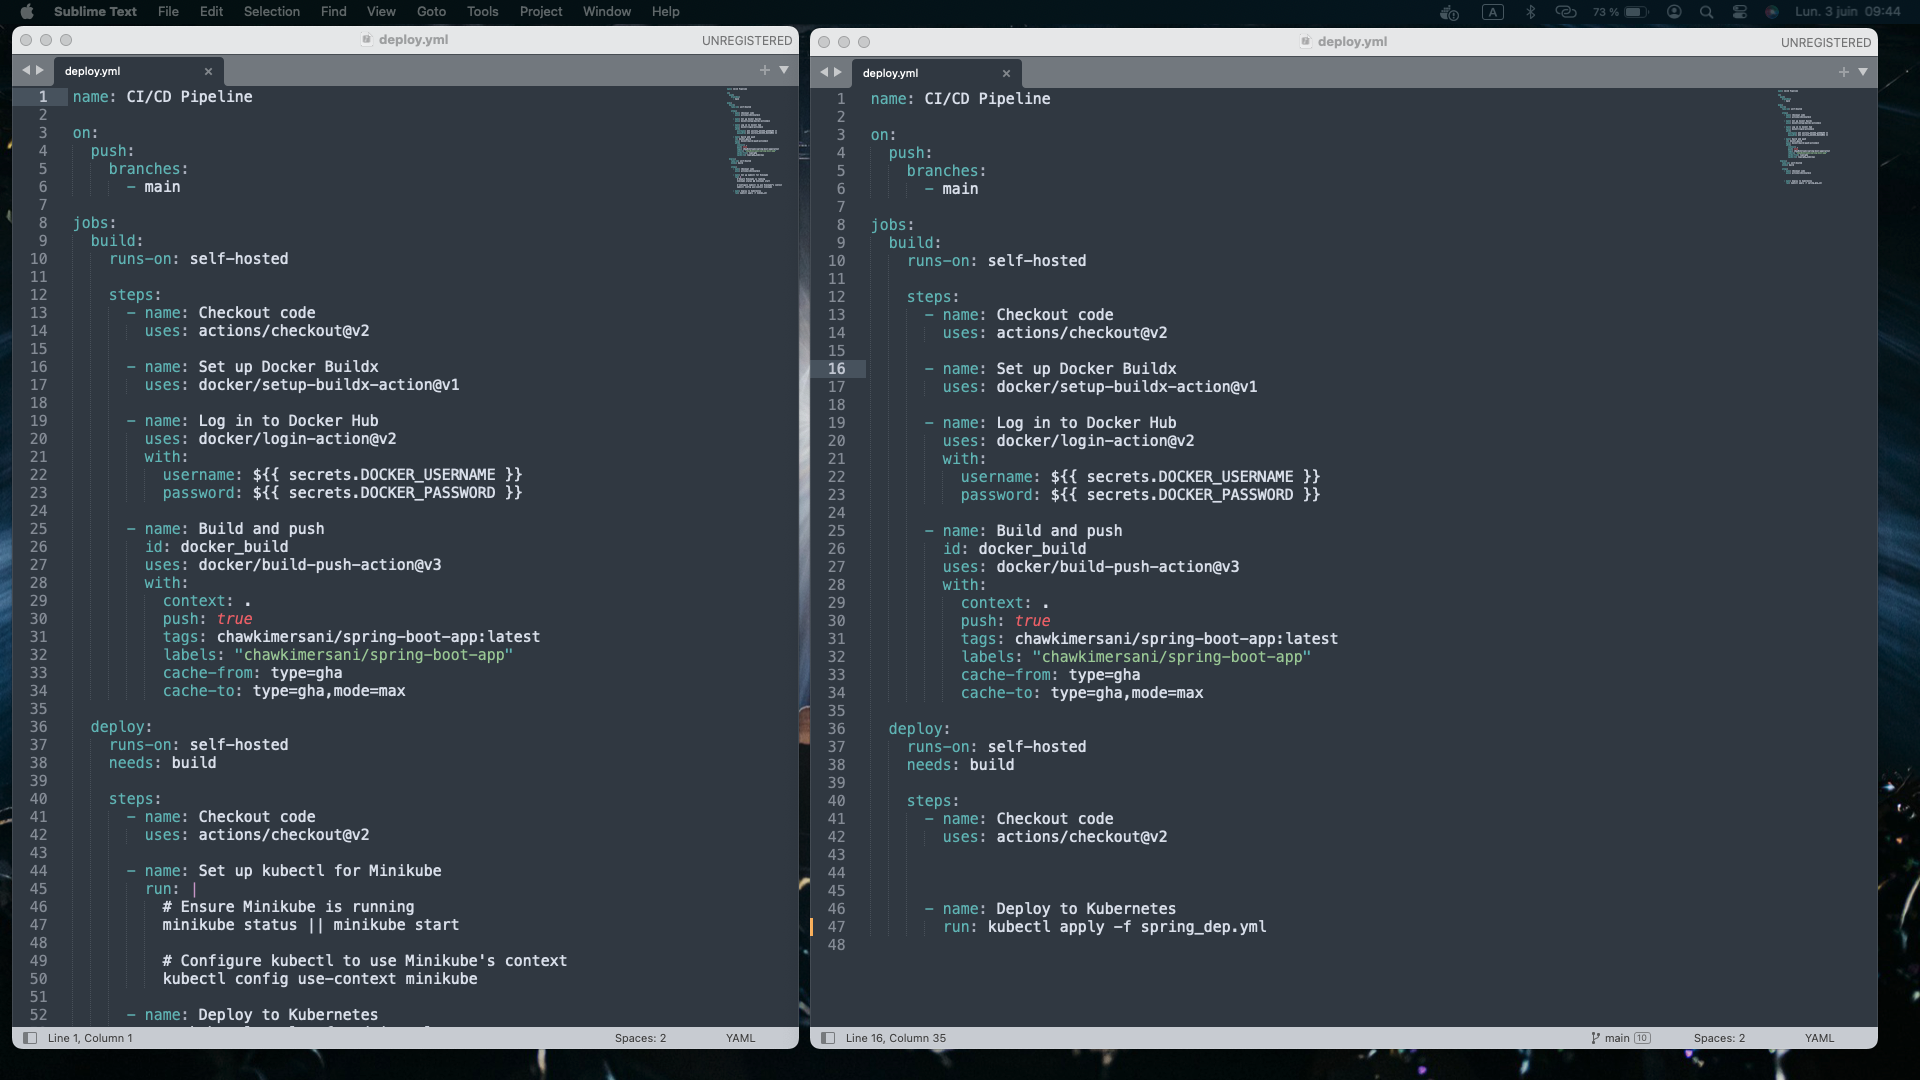 Sublime Text File Edit Selection Find View Goto Tools Project Window Help
A 73 % Lun. 3 juin 09:44
deploy.yml UNREGISTERED
deploy.yml
1 name: CI/CD Pipeline
2
3 on:
4 push:
5 branches:
6 - main
7
8 jobs:
9 build:
10 runs-on: self-hosted
11
12 steps:
13 - name: Checkout code
14 uses: actions/checkout@v2
15
16 - name: Set up Docker Buildx
17 uses: docker/setup-buildx-action@v1
18
19 - name: Log in to Docker Hub
20 uses: docker/login-action@v2
21 with:
22 username: ${{ secrets.DOCKER_USERNAME }}
23 password: ${{ secrets.DOCKER_PASSWORD }}
24
25 - name: Build and push
26 id: docker_build
27 uses: docker/build-push-action@v3
28 with:
29 context: .
30 push: true
31 tags: chawkimersani/spring-boot-app:latest
32 labels: "chawkimersani/spring-boot-app"
33 cache-from: type=gha
34 cache-to: type=gha,mode=max
35
36 deploy:
37 runs-on: self-hosted
38 needs: build
39
40 steps:
41 - name: Checkout code
42 uses: actions/checkout@v2
43
44 - name: Set up kubectl for Minikube
45 run: |
46 # Ensure Minikube is running
47 minikube status || minikube start
48
49 # Configure kubectl to use Minikube's context
50 kubectl config use-context minikube
51
52 - name: Deploy to Kubernetes
Line 1, Column 1 Spaces: 2 YAML
deploy.yml UNREGISTERED
deploy.yml
1 name: CI/CD Pipeline
2
3 on:
4 push:
5 branches:
6 - main
7
8 jobs:
9 build:
10 runs-on: self-hosted
11
12 steps:
13 - name: Checkout code
14 uses: actions/checkout@v2
15
16 - name: Set up Docker Buildx
17 uses: docker/setup-buildx-action@v1
18
19 - name: Log in to Docker Hub
20 uses: docker/login-action@v2
21 with:
22 username: ${{ secrets.DOCKER_USERNAME }}
23 password: ${{ secrets.DOCKER_PASSWORD }}
24
25 - name: Build and push
26 id: docker_build
27 uses: docker/build-push-action@v3
28 with:
29 context: .
30 push: true
31 tags: chawkimersani/spring-boot-app:latest
32 labels: "chawkimersani/spring-boot-app"
33 cache-from: type=gha
34 cache-to: type=gha,mode=max
35
36 deploy:
37 runs-on: self-hosted
38 needs: build
39
40 steps:
41 - name: Checkout code
42 uses: actions/checkout@v2
43
44
45
46 - name: Deploy to Kubernetes
47 run: kubectl apply -f spring_dep.yml
48
Line 16, Column 35 main 10 Spaces: 2 YAML